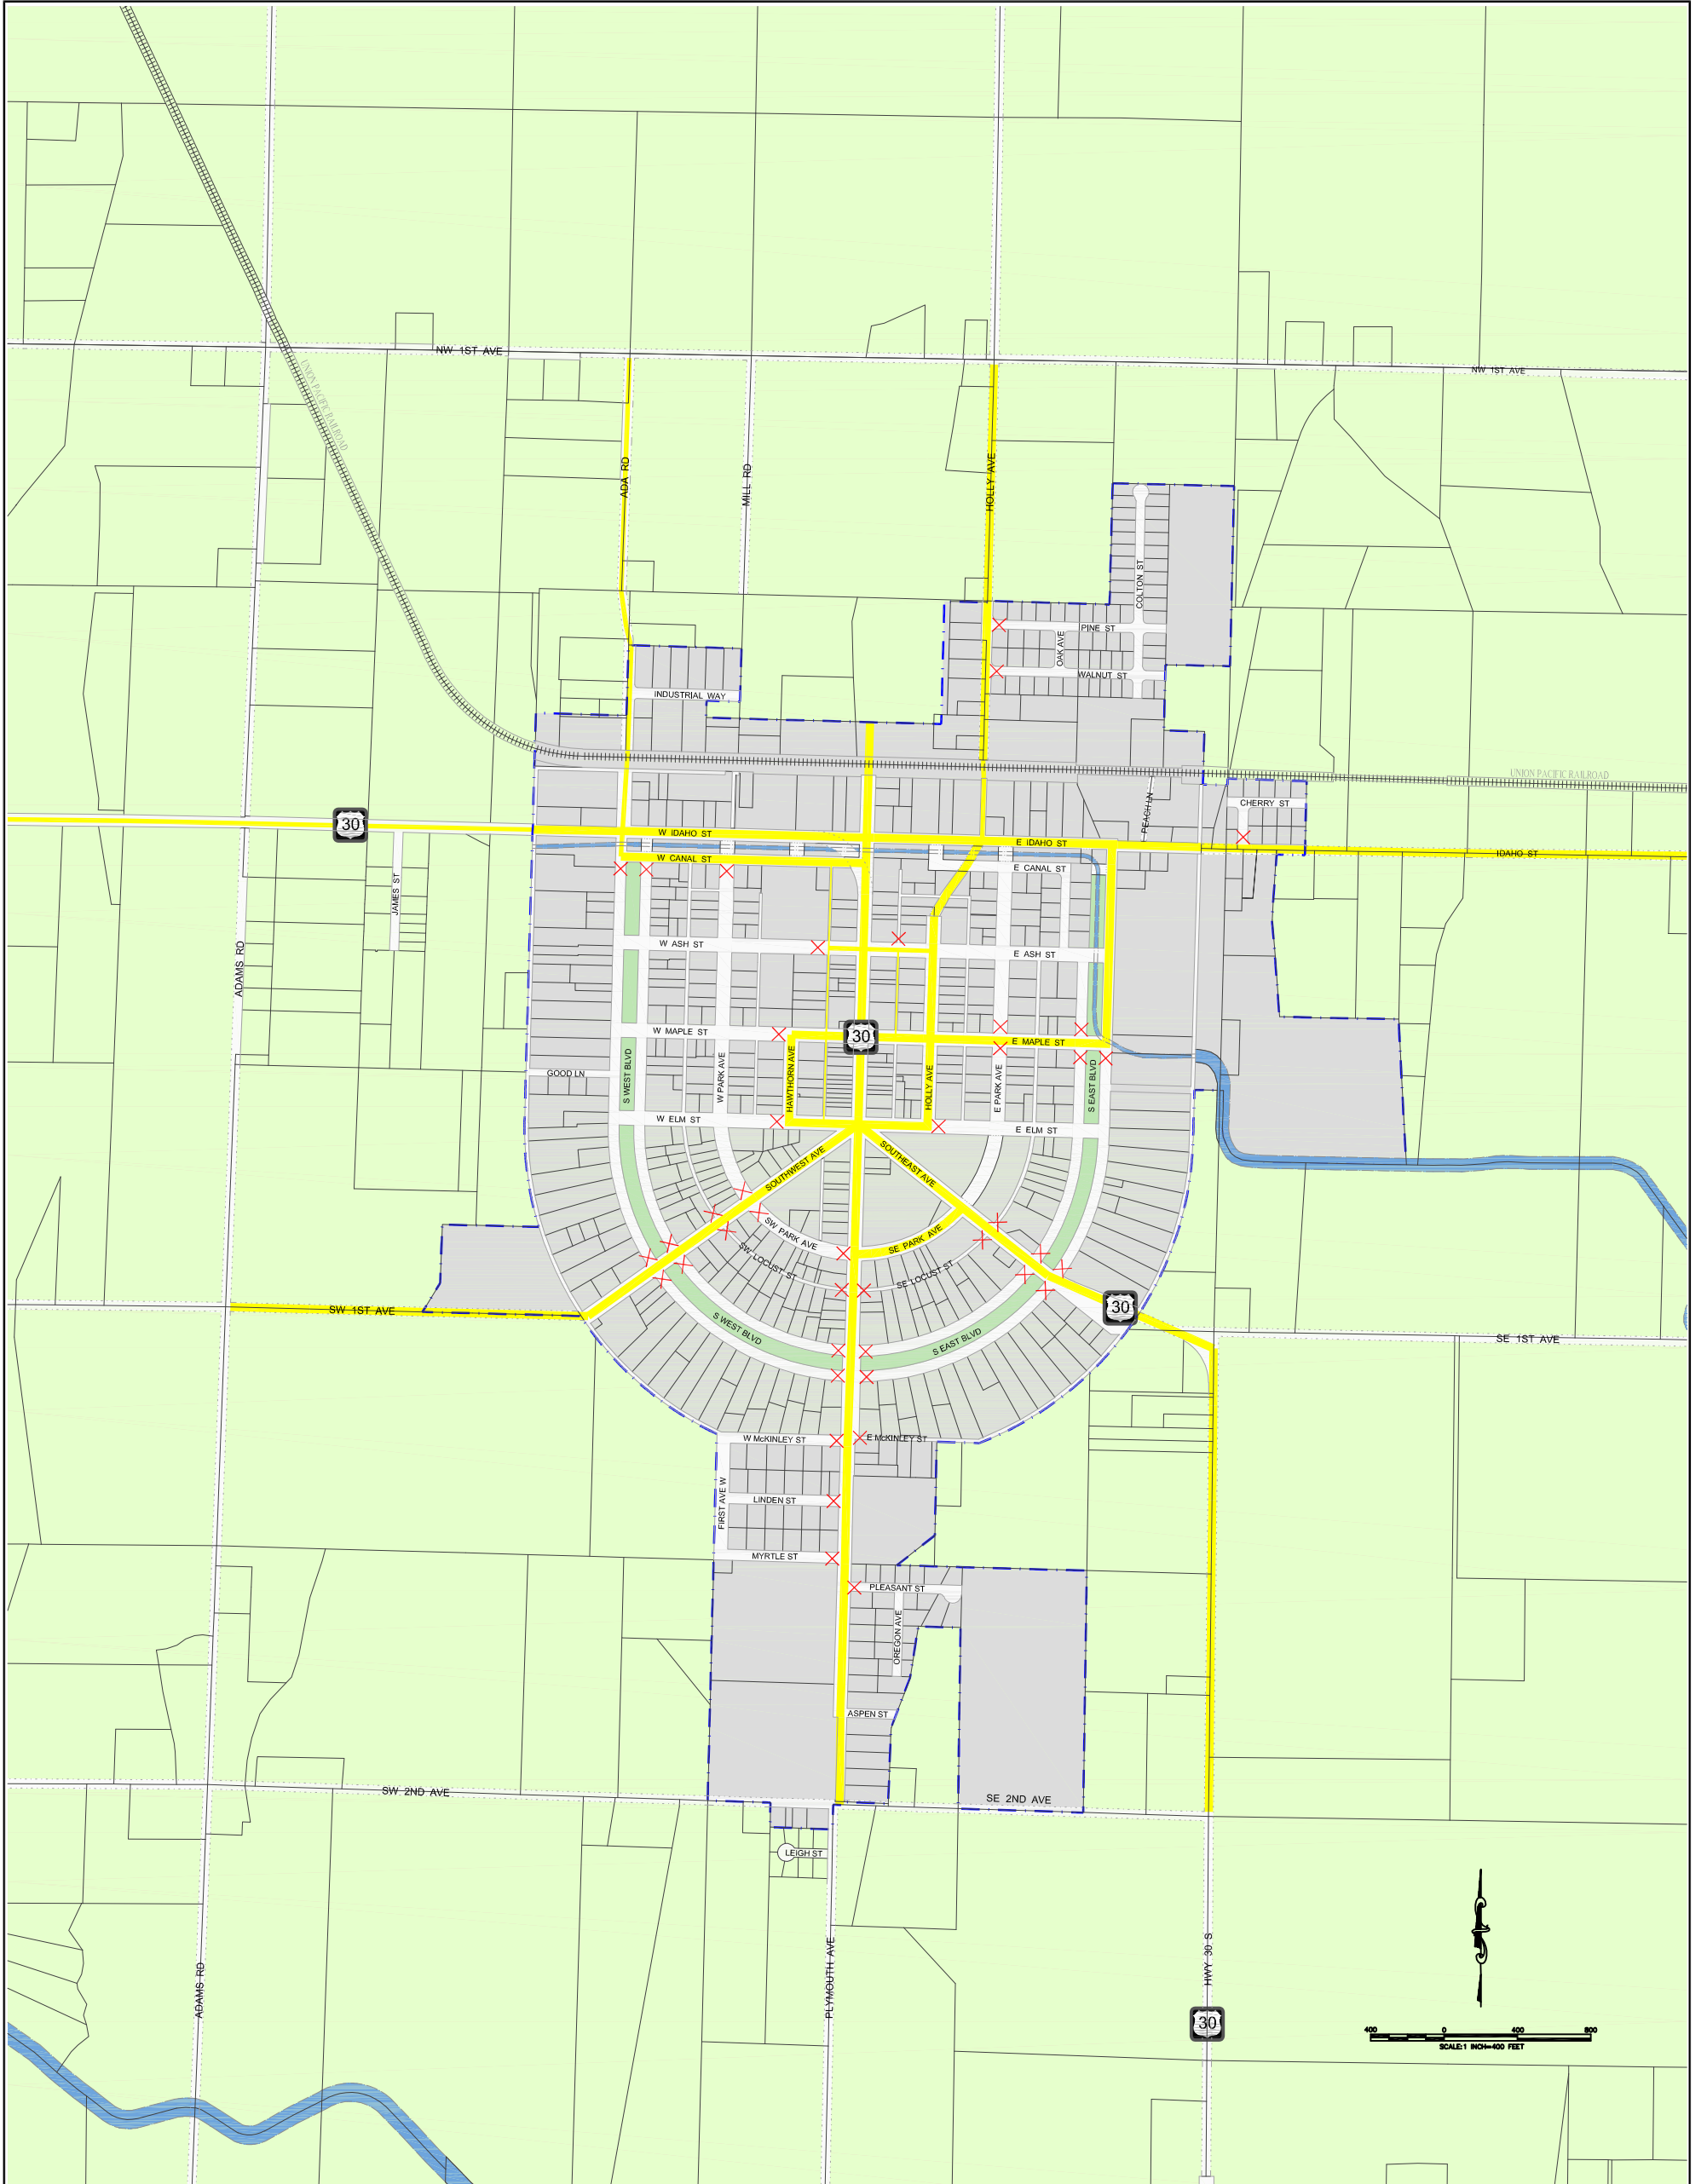 NW 1ST AVE
NW 1ST AVE
UNION PACIFIC RAILROAD
ADA RD
MILL RD
HOLLY AVE
COLTON ST
PINE ST
OAK AVE
WALNUT ST
INDUSTRIAL WAY
UNION PACIFIC RAILROAD
CHERRY ST
PEACH LN
30
W IDAHO ST
E IDAHO ST
IDAHO ST
W CANAL ST
E CANAL ST
JAMES ST
ADAMS RD
W ASH ST
E ASH ST
W MAPLE ST
30
E MAPLE ST
GOOD LN
S WEST BLVD
W PARK AVE
HAWTHORN AVE
HOLLY AVE
E PARK AVE
S EAST BLVD
W ELM ST
E ELM ST
SOUTHWEST AVE
SOUTHEAST AVE
SW PARK AVE
SE PARK AVE
SW LOCUST ST
SE LOCUST ST
SW 1ST AVE
30
S WEST BLVD
S EAST BLVD
SE 1ST AVE
W McKINLEY ST
E McKINLEY ST
FIRST AVE W
LINDEN ST
MYRTLE ST
PLEASANT ST
OREGON AVE
ASPEN ST
SW 2ND AVE
SE 2ND AVE
LEIGH ST
ADAMS RD
PLYMOUTH AVE
HWY 30 S
30
400 0 400 800
SCALE:1 INCH=400 FEET